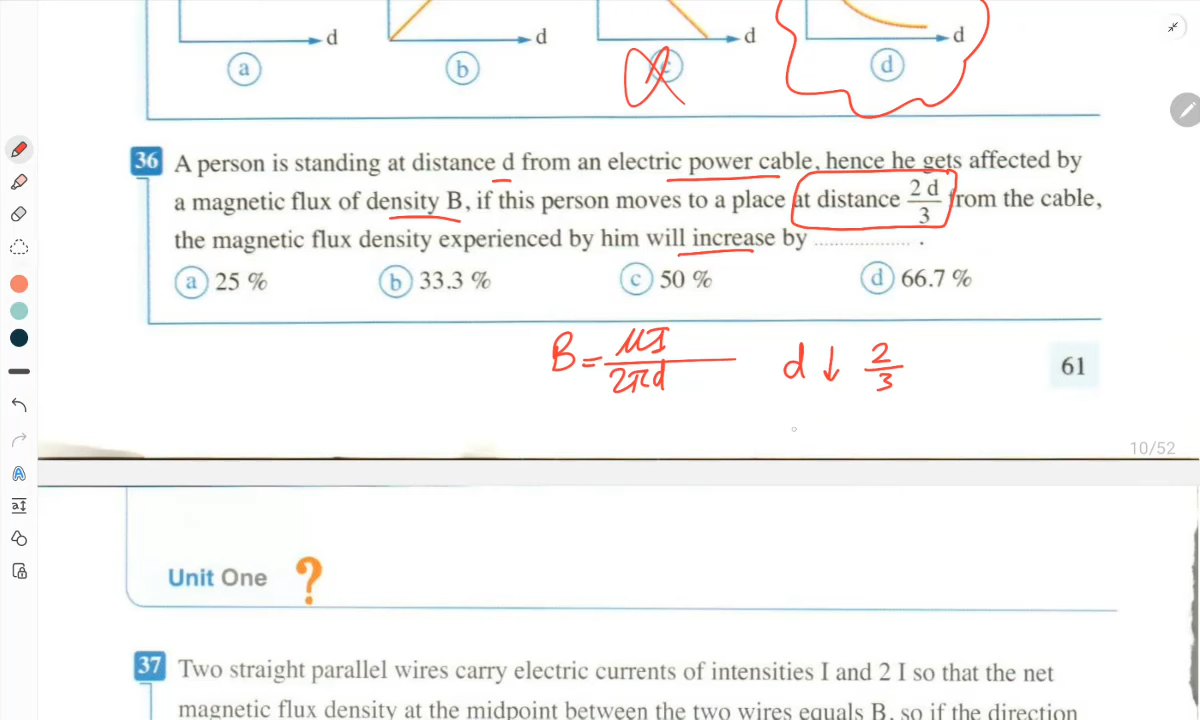 d
d
d
d
a
b
c
d
36 A person is standing at distance d from an electric power cable, hence he gets affected by
a magnetic flux of density B, if this person moves to a place at distance 2 d / 3 from the cable,
the magnetic flux density experienced by him will increase by .................. .
a 25 %
b 33.3 %
c 50 %
d 66.7 %
B = μI / 2πd
d ↓ 2/3
61
10/52
Unit One ?
37 Two straight parallel wires carry electric currents of intensities I and 2 I so that the net
magnetic flux density at the midpoint between the two wires equals B, so if the direction